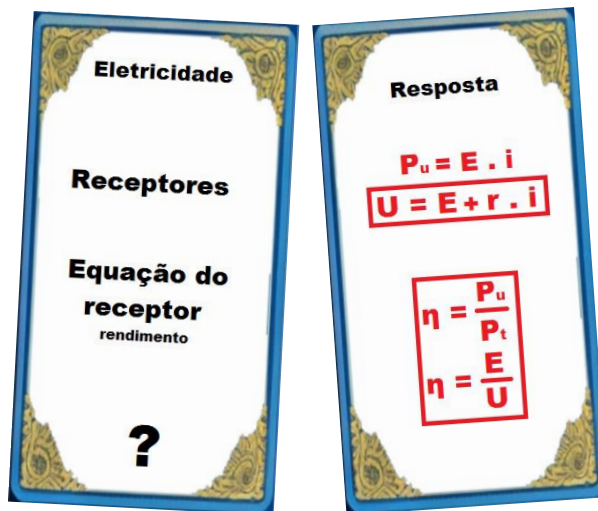 Eletricidade
Receptores
Equação do
receptor
rendimento
?
Resposta
Pu = E . i
U = E + r . i
η = Pu/Pt
η = E/U